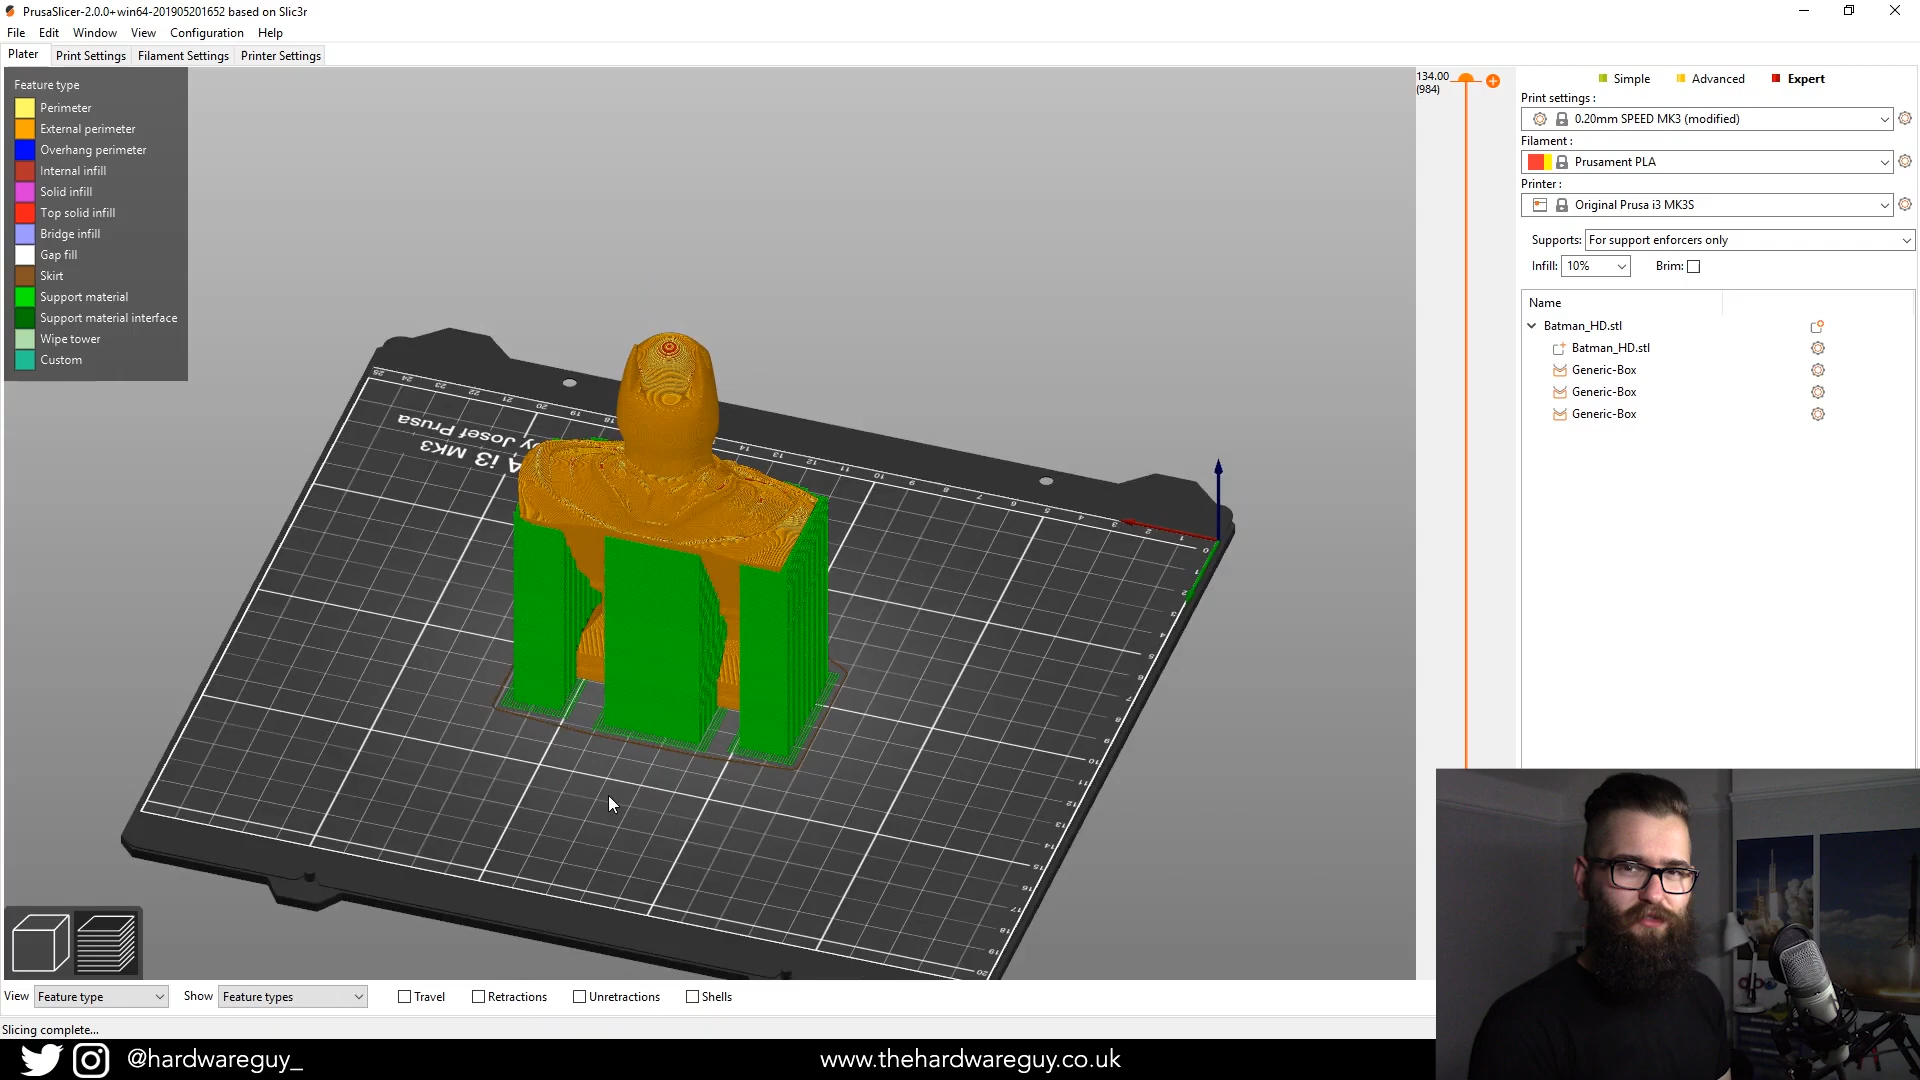 PrusaSlicer-2.0.0+win64-201905201652 based on Slic3r
File Edit Window View Configuration Help
Plater Print Settings Filament Settings Printer Settings
Feature type
Perimeter
External perimeter
Overhang perimeter
Internal infill
Solid infill
Top solid infill
Bridge infill
Gap fill
Skirt
Support material
Support material interface
Wipe tower
Custom
134.00
(984)
Simple Advanced Expert
Print settings :
0.20mm SPEED MK3 (modified)
Filament :
Prusament PLA
Printer :
Original Prusa i3 MK3S
Supports: For support enforcers only
Infill: 10% Brim:
Name
Batman_HD.stl
Batman_HD.stl
Generic-Box
Generic-Box
Generic-Box
by Josef Prusa
A i3 MK3
View Feature type Show Feature types Travel Retractions Unretractions Shells
Slicing complete...
@hardwareguy_ www.thehardwareguy.co.uk